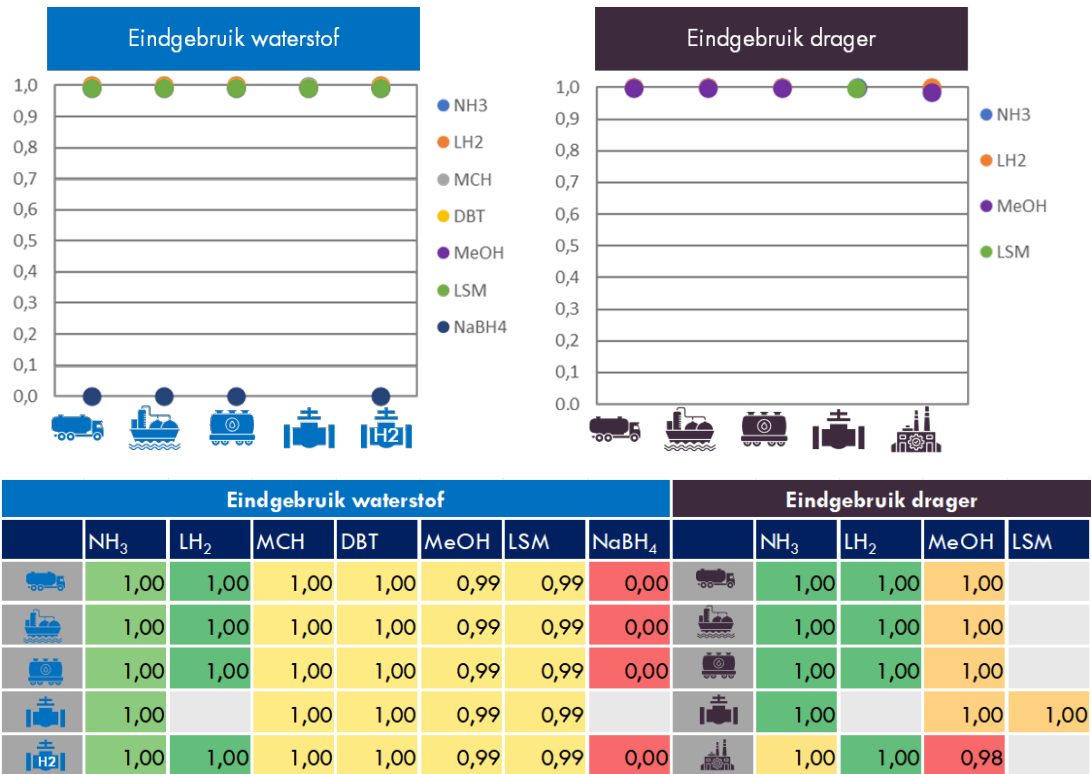 Eindgebruik waterstof
1,0
0,9
0,8
0,7
0,6
0,5
0,4
0,3
0,2
0,1
0,0
NH3
LH2
MCH
DBT
MeOH
LSM
NaBH4
H2
Eindgebruik drager
1,0
0,9
0,8
0,7
0,6
0,5
0,4
0,3
0,2
0,1
0.0
NH3
LH2
MeOH
LSM
Eindgebruik waterstof Eindgebruik drager
NH₃ LH₂ MCH DBT MeOH LSM NaBH₄ NH₃ LH₂ MeOH LSM
1,00 1,00 1,00 1,00 0,99 0,99 0,00 1,00 1,00 1,00
1,00 1,00 1,00 1,00 0,99 0,99 0,00 1,00 1,00 1,00
1,00 1,00 1,00 1,00 0,99 0,99 0,00 1,00 1,00 1,00
1,00 1,00 1,00 0,99 0,99 1,00 1,00 1,00
H2 1,00 1,00 1,00 1,00 0,99 0,99 0,00 1,00 1,00 0,98